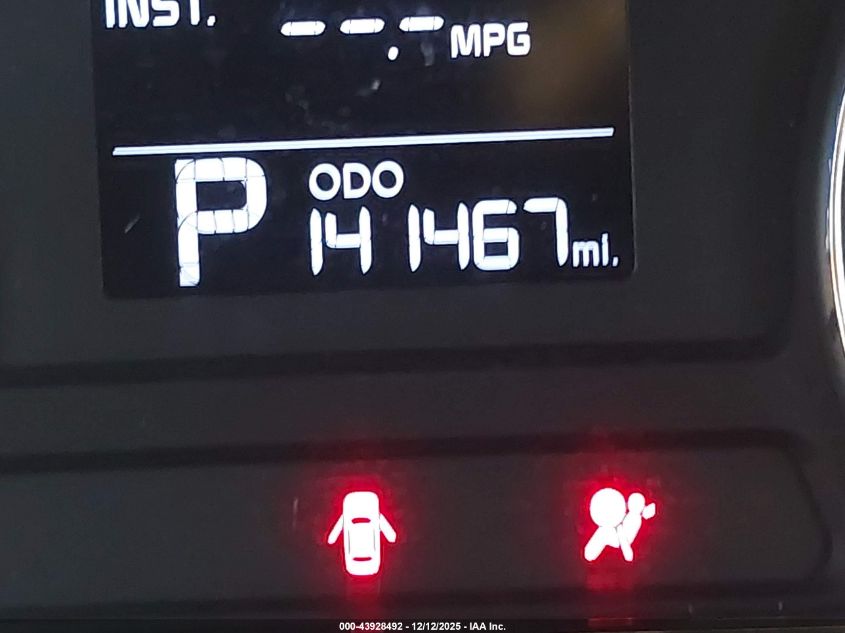 INST. --.- MPG
P ODO
141467 mi.
000-43928492 - 12/12/2025 - IAA Inc.